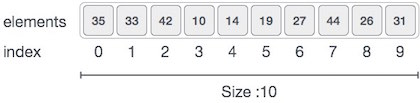 elements 35 33 42 10 14 19 27 44 26 31
index 0 1 2 3 4 5 6 7 8 9
Size :10